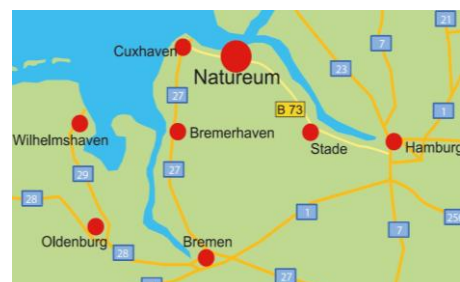 21
Cuxhaven
7
1
23
Natureum
27
B 73
1
Wilhelmshaven
Bremerhaven
Stade
Hamburg
29
27
28
1
Oldenburg
Bremen
28
7
27